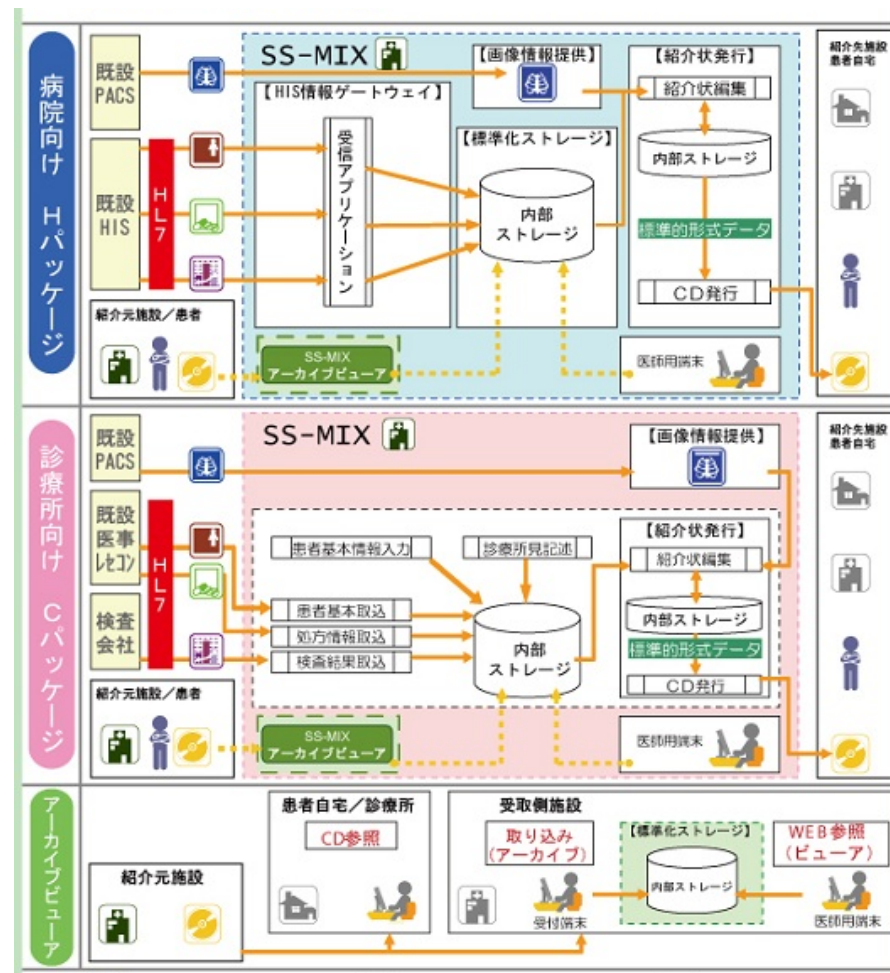 病院向け Hパッケージ
既設
PACS
既設
HIS
HL7
SS-MIX
【HIS情報ゲートウェイ】
受信アプリケーション
【画像情報提供】
【標準化ストレージ】
内部
ストレージ
【紹介状発行】
紹介状編集
内部ストレージ
標準的形式データ
CD発行
紹介先施設
患者自宅
紹介元施設/患者
SS-MIX
アーカイブビューア
医師用端末
診療所向け Cパッケージ
既設
PACS
既設
医事
レセコン
検査
会社
HL7
SS-MIX
【画像情報提供】
患者基本情報入力
診療所見記述
患者基本取込
処方情報取込
検査結果取込
内部
ストレージ
【紹介状発行】
紹介状編集
内部ストレージ
標準的形式データ
CD発行
紹介先施設
患者自宅
紹介元施設/患者
SS-MIX
アーカイブビューア
医師用端末
アーカイブビューア
紹介元施設
患者自宅/診療所
CD参照
受取側施設
取り込み
(アーカイブ)
受付端末
【標準化ストレージ】
内部ストレージ
WEB参照
(ビューア)
医師用端末